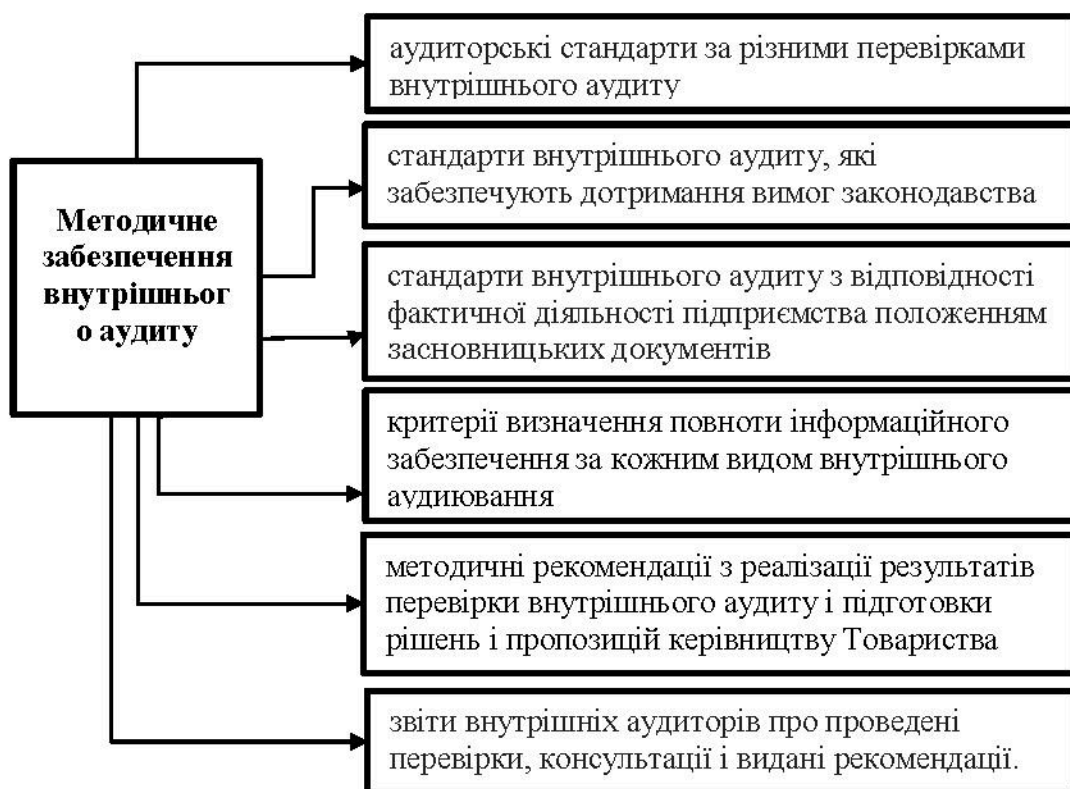 Методичне
забезпечення
внутрішньог
о аудиту
аудиторські стандарти за різними перевірками
внутрішнього аудиту
стандарти внутрішнього аудиту, які
забезпечують дотримання вимог законодавства
стандарти внутрішнього аудиту з відповідності
фактичної діяльності підприємства положенням
засновницьких документів
критерії визначення повноти інформаційного
забезпечення за кожним видом внутрішнього
аудиювання
методичні рекомендації з реалізації результатів
перевірки внутрішнього аудиту і підготовки
рішень і пропозицій керівництву Товариства
звіти внутрішніх аудиторів про проведені
перевірки, консультації і видані рекомендації.